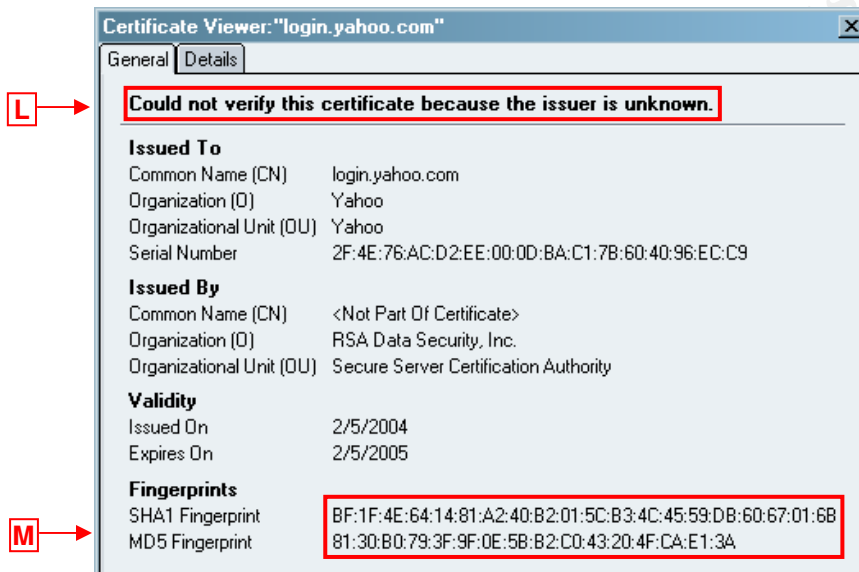 Certificate Viewer:"login.yahoo.com"
General Details
L
Could not verify this certificate because the issuer is unknown.
Issued To
Common Name (CN) login.yahoo.com
Organization (O) Yahoo
Organizational Unit (OU) Yahoo
Serial Number 2F:4E:76:AC:D2:EE:00:0D:BA:C1:7B:60:40:96:EC:C9
Issued By
Common Name (CN) <Not Part Of Certificate>
Organization (O) RSA Data Security, Inc.
Organizational Unit (OU) Secure Server Certification Authority
Validity
Issued On 2/5/2004
Expires On 2/5/2005
Fingerprints
SHA1 Fingerprint BF:1F:4E:64:14:81:A2:40:B2:01:5C:B3:4C:45:59:DB:60:67:01:6B
M
MD5 Fingerprint 81:30:B0:79:3F:9F:0E:5B:B2:C0:43:20:4F:CA:E1:3A